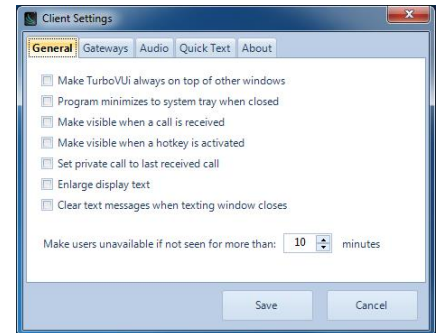 Client Settings
General Gateways Audio Quick Text About
Make TurboVUi always on top of other windows
Program minimizes to system tray when closed
Make visible when a call is received
Make visible when a hotkey is activated
Set private call to last received call
Enlarge display text
Clear text messages when texting window closes
Make users unavailable if not seen for more than: 10 minutes
Save Cancel